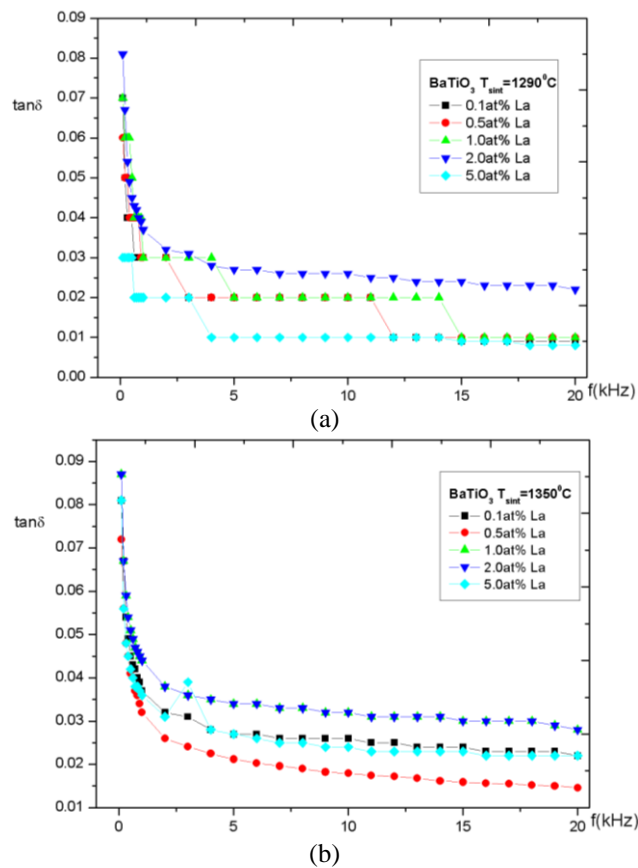 0.09
0.08
tanδ
0.07
0.06
0.05
0.04
0.03
0.02
0.01
0.00
BaTiO₃ Tsint=1290⁰C
0.1at% La
0.5at% La
1.0at% La
2.0at% La
5.0at% La
0 5 10 15 20 f(kHz)
(a)
0.09
tanδ
0.08
0.07
0.06
0.05
0.04
0.03
0.02
0.01
BaTiO₃ Tsint=1350⁰C
0.1at% La
0.5at% La
1.0at% La
2.0at% La
5.0at% La
0 5 10 15 20 f(kHz)
(b)